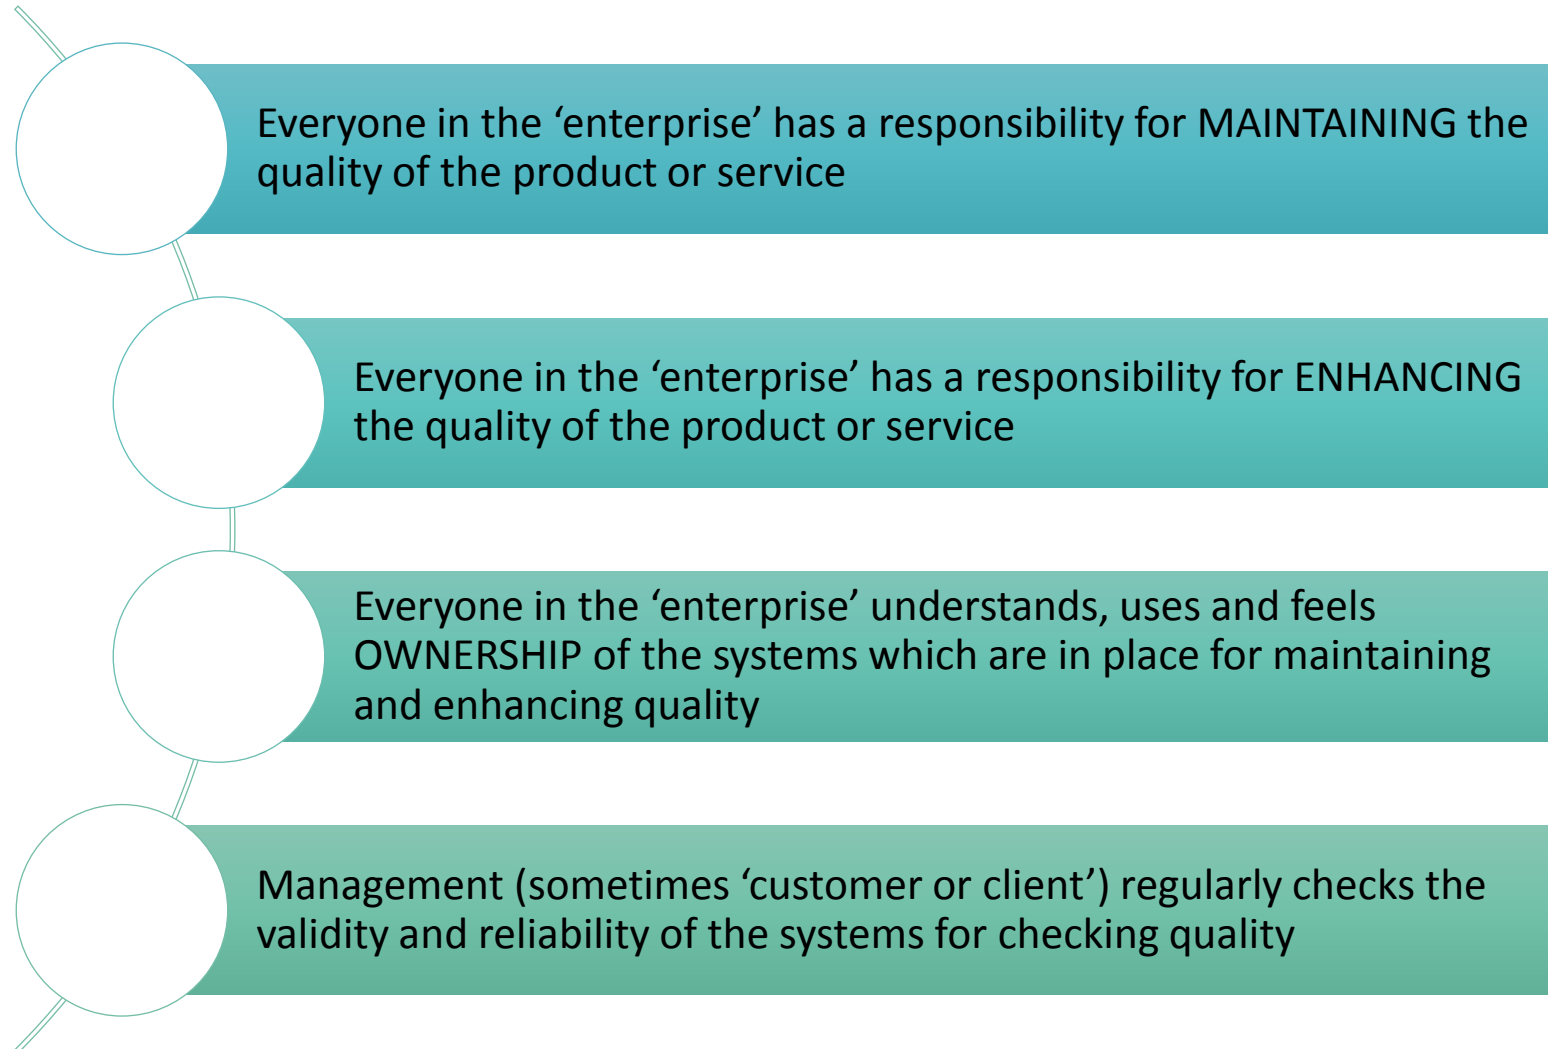 Everyone in the ‘enterprise’ has a responsibility for MAINTAINING the
quality of the product or service
Everyone in the ‘enterprise’ has a responsibility for ENHANCING
the quality of the product or service
Everyone in the ‘enterprise’ understands, uses and feels
OWNERSHIP of the systems which are in place for maintaining
and enhancing quality
Management (sometimes ‘customer or client’) regularly checks the
validity and reliability of the systems for checking quality